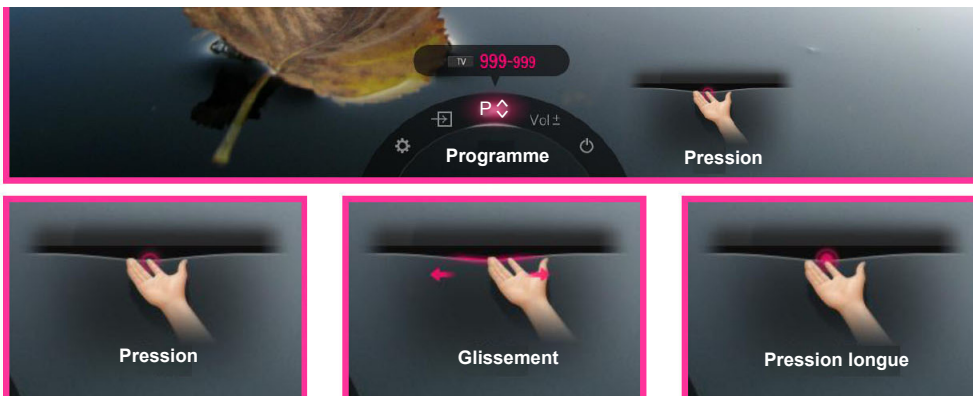 TV 999-999
P
Vol ±
Programme
Pression
Pression
Glissement
Pression longue